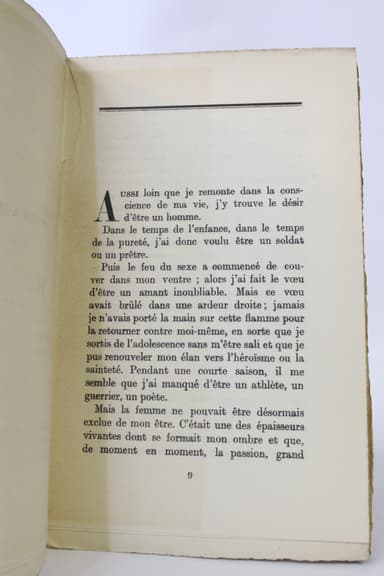 AUSSI loin que je remonte dans la cons-
cience de ma vie, j'y trouve le désir
d'être un homme.
Dans le temps de l'enfance, dans le temps
de la pureté, j'ai donc voulu être un soldat
ou un prêtre.
Puis le feu du sexe a commencé de cou-
ver dans mon ventre ; alors j'ai fait le vœu
d'être un amant inoubliable. Mais ce vœu
avait brûlé dans une ardeur droite ; jamais
je n'avais porté la main sur cette flamme pour
la retourner contre moi-même, en sorte que je
sortis de l'adolescence sans m'être sali et que je
pus renouveler mon élan vers l'héroïsme ou la
sainteté. Pendant une courte saison, il me
semble que j'ai manqué d'être un athlète, un
guerrier, un poète.
Mais la femme ne pouvait être désormais
exclue de mon être. C'était une des épaisseurs
vivantes dont se formait mon ombre et que,
de moment en moment, la passion, grand
9